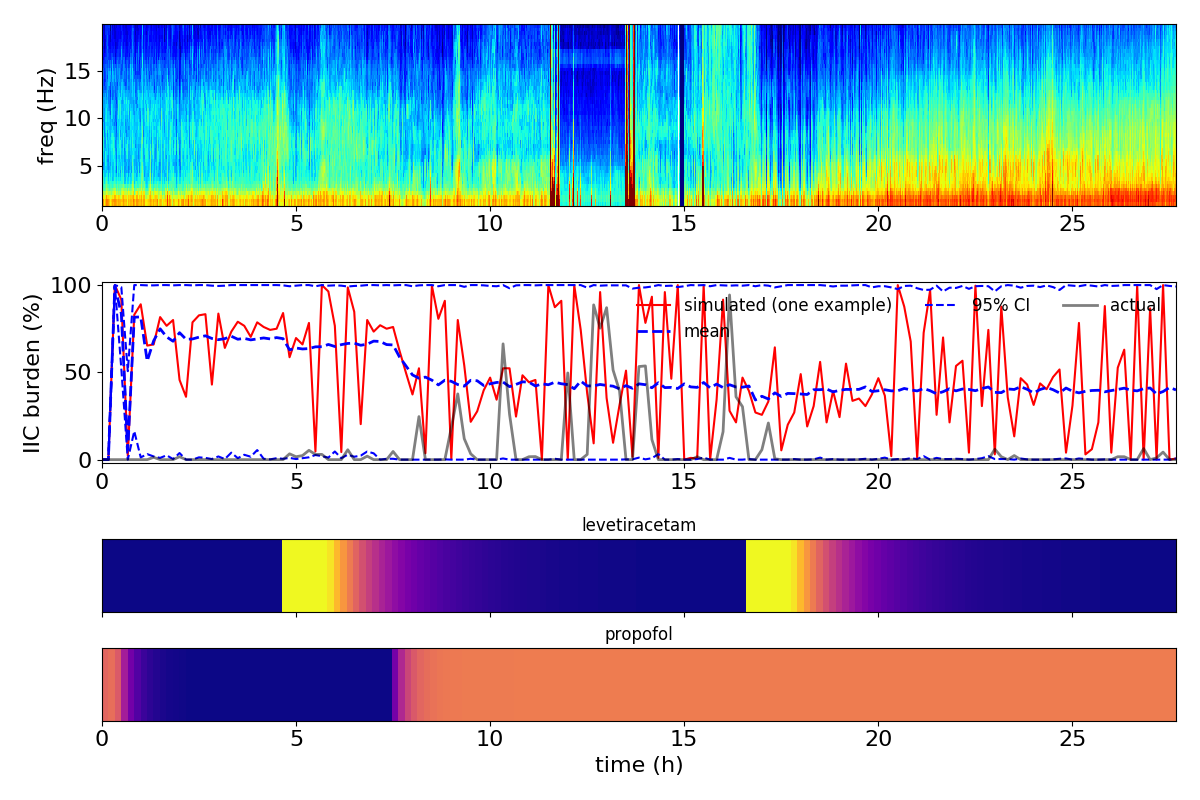 freq (Hz)
15
10
5
0 5 10 15 20 25
IIC burden (%)
100
50
0
simulated (one example) 95% CI actual
mean
0 5 10 15 20 25
levetiracetam
propofol
0 5 10 15 20 25
time (h)